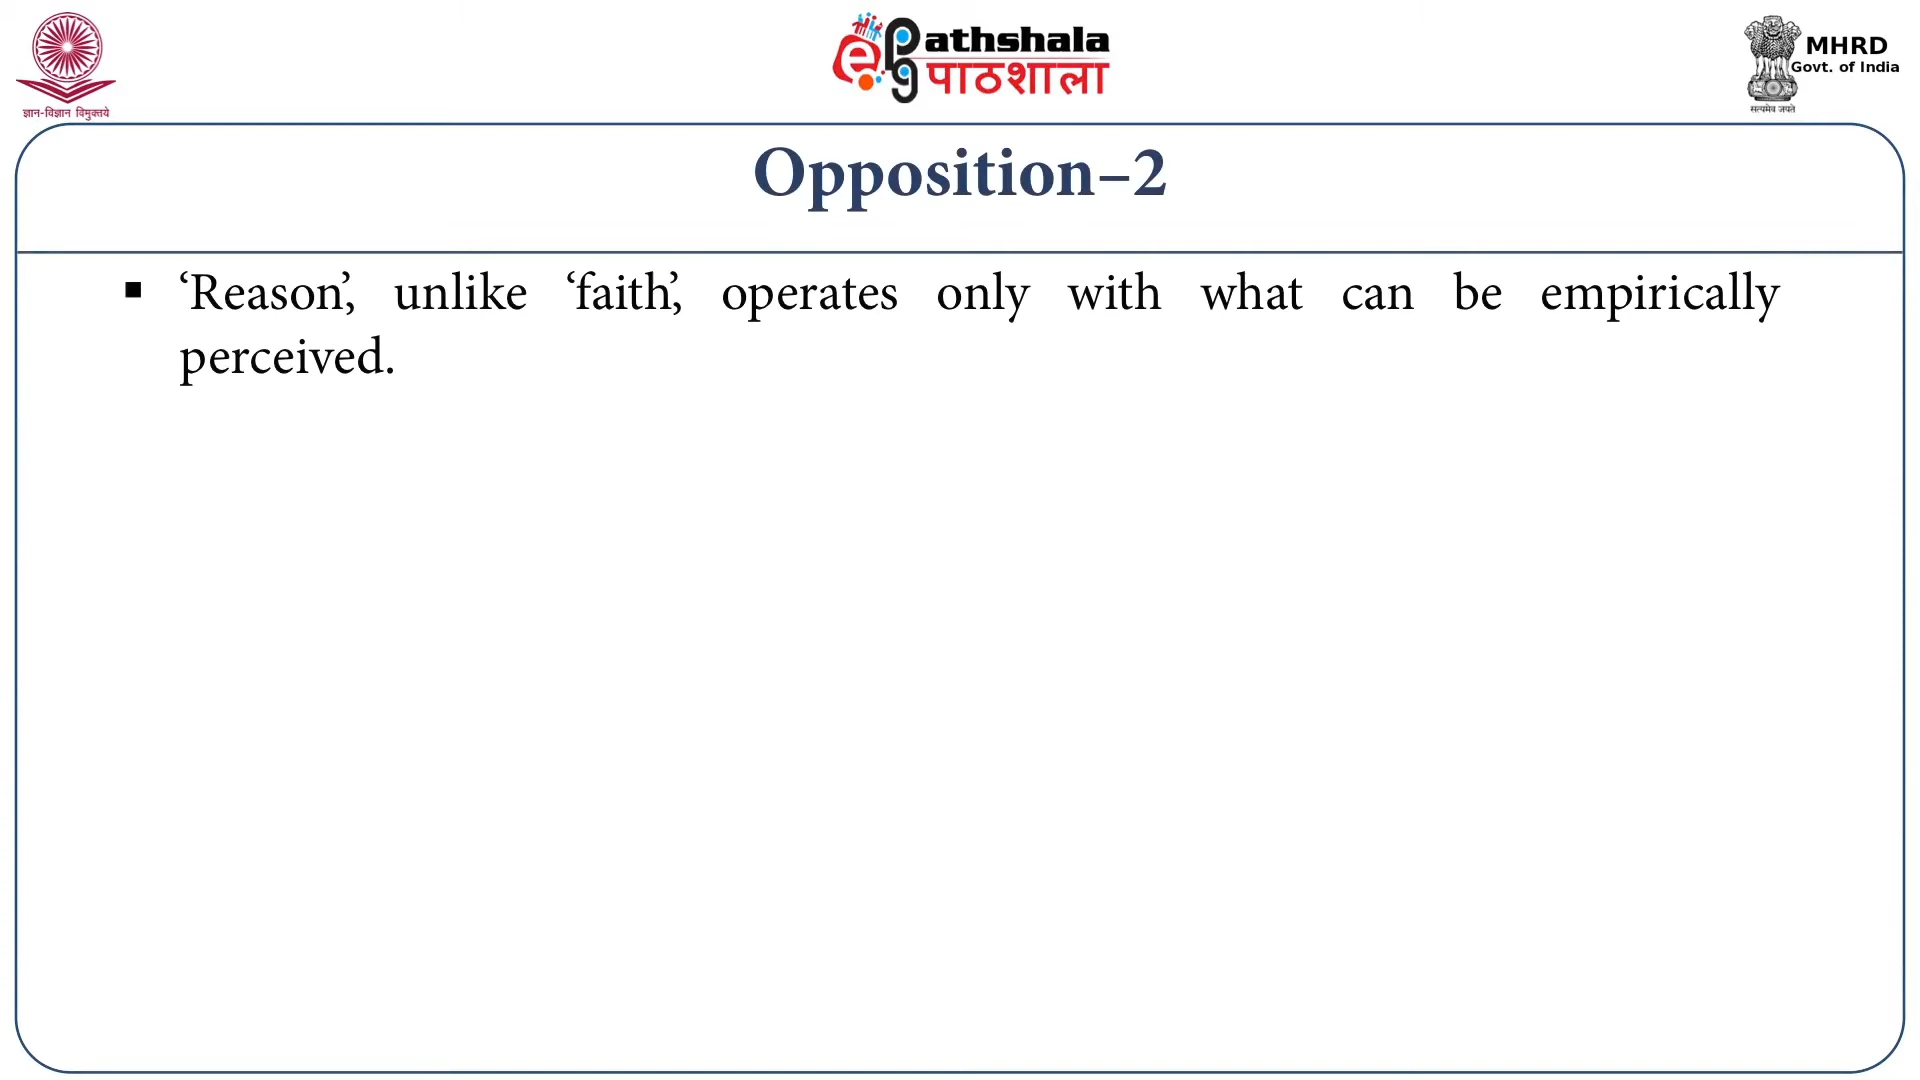 ज्ञान-विज्ञान विमुक्तये
ePathshala
पाठशाला
MHRD
Govt. of India
सत्यमेव जयते
Opposition–2
▪ ‘Reason’, unlike ‘faith’, operates only with what can be empirically
perceived.